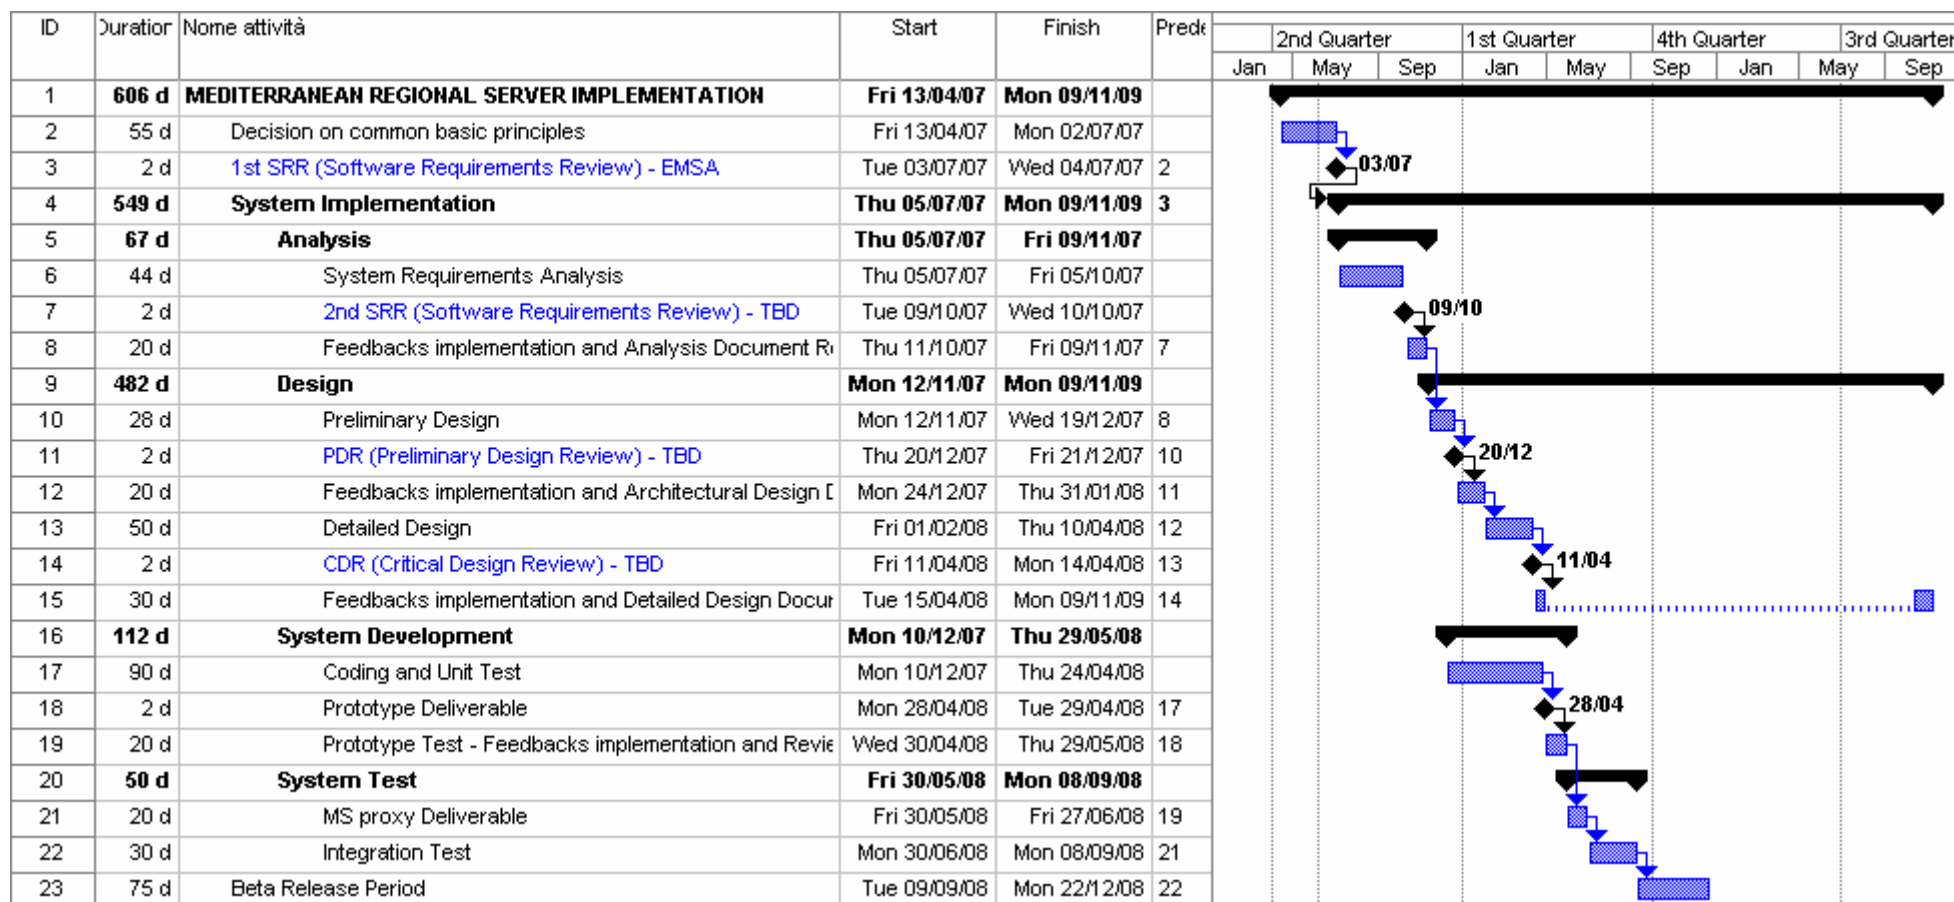 ID Duration Nome attività Start Finish Prede
2nd Quarter 1st Quarter 4th Quarter 3rd Quarter
Jan May Sep Jan May Sep Jan May Sep
1 606 d MEDITERRANEAN REGIONAL SERVER IMPLEMENTATION Fri 13/04/07 Mon 09/11/09
2 55 d Decision on common basic principles Fri 13/04/07 Mon 02/07/07
3 2 d 1st SRR (Software Requirements Review) - EMSA Tue 03/07/07 Wed 04/07/07 2 03/07
4 549 d System Implementation Thu 05/07/07 Mon 09/11/09 3
5 67 d Analysis Thu 05/07/07 Fri 09/11/07
6 44 d System Requirements Analysis Thu 05/07/07 Fri 05/10/07
7 2 d 2nd SRR (Software Requirements Review) - TBD Tue 09/10/07 Wed 10/10/07 09/10
8 20 d Feedbacks implementation and Analysis Document Re Thu 11/10/07 Fri 09/11/07 7
9 482 d Design Mon 12/11/07 Mon 09/11/09
10 28 d Preliminary Design Mon 12/11/07 Wed 19/12/07 8
11 2 d PDR (Preliminary Design Review) - TBD Thu 20/12/07 Fri 21/12/07 10 20/12
12 20 d Feedbacks implementation and Architectural Design Mon 24/12/07 Thu 31/01/08 11
13 50 d Detailed Design Fri 01/02/08 Thu 10/04/08 12
14 2 d CDR (Critical Design Review) - TBD Fri 11/04/08 Mon 14/04/08 13 11/04
15 30 d Feedbacks implementation and Detailed Design Docur Tue 15/04/08 Mon 09/11/09 14
16 112 d System Development Mon 10/12/07 Thu 29/05/08
17 90 d Coding and Unit Test Mon 10/12/07 Thu 24/04/08
18 2 d Prototype Deliverable Mon 28/04/08 Tue 29/04/08 17 28/04
19 20 d Prototype Test - Feedbacks implementation and Revie Wed 30/04/08 Thu 29/05/08 18
20 50 d System Test Fri 30/05/08 Mon 08/09/08
21 20 d MS proxy Deliverable Fri 30/05/08 Fri 27/06/08 19
22 30 d Integration Test Mon 30/06/08 Mon 08/09/08 21
23 75 d Beta Release Period Tue 09/09/08 Mon 22/12/08 22